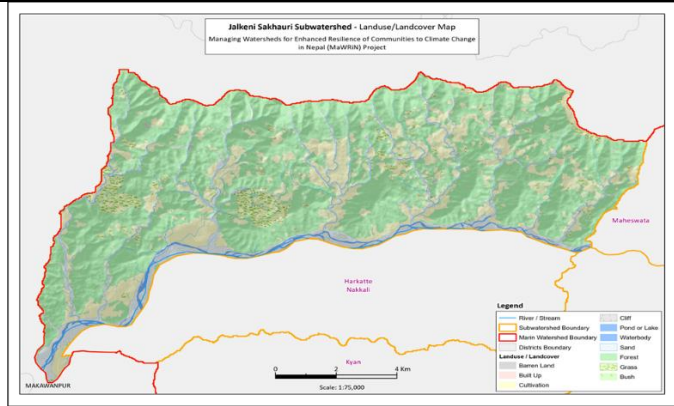 Jalkeni Sakhauri Subwatershed - Landuse/Landcover Map
Managing Watersheds for Enhanced Resilience of Communities to Climate Change
in Nepal (MaWRiN) Project
Maheswata
Harkatte
Nakkali
Kyan
MAKAWANPUR
0 2 4 Km
Scale: 1:75,000
Legend
River / Stream
Subwatershed Boundary
Marin Watershed Boundary
Districts Boundary
Landuse / Landcover
Barren Land
Built Up
Cultivation
Cliff
Pond or Lake
Waterbody
Sand
Forest
Grass
Bush